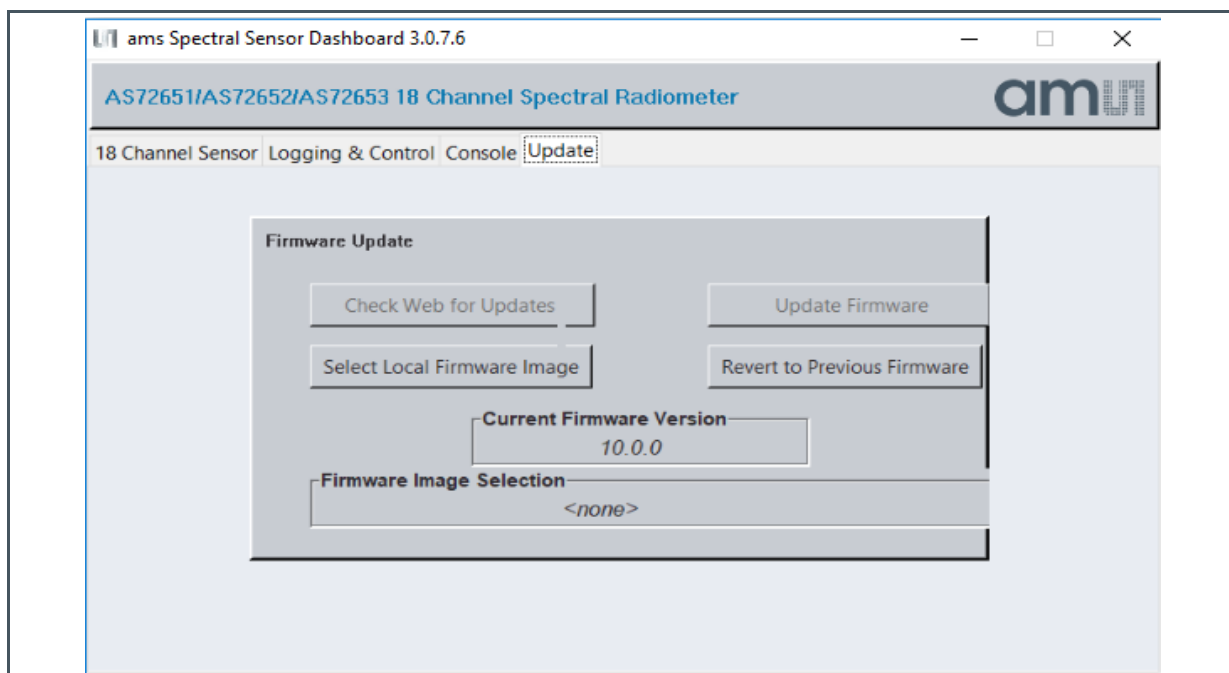 ams Spectral Sensor Dashboard 3.0.7.6
AS72651/AS72652/AS72653 18 Channel Spectral Radiometer
am
18 Channel Sensor Logging & Control Console Update
Firmware Update
Check Web for Updates Update Firmware
Select Local Firmware Image Revert to Previous Firmware
Current Firmware Version
10.0.0
Firmware Image Selection
<none>